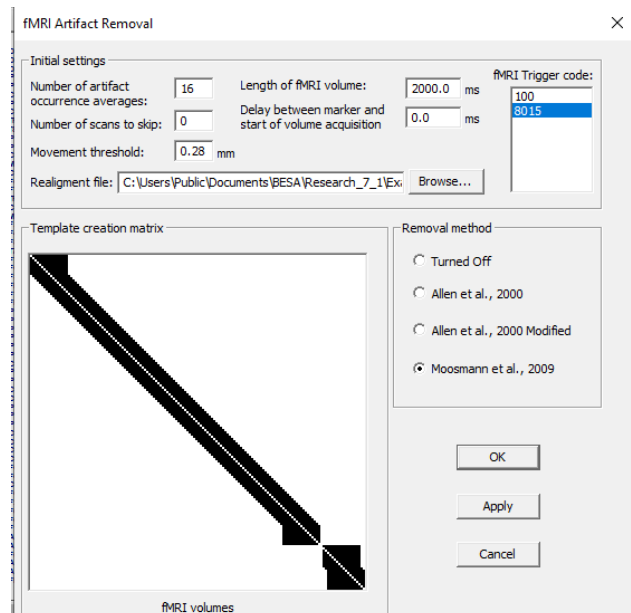 fMRI Artifact Removal
Initial settings
Number of artifact
occurrence averages:
16
Length of fMRI volume:
2000.0 ms
fMRI Trigger code:
100
8015
Number of scans to skip:
0
Delay between marker and
start of volume acquisition
0.0 ms
Movement threshold:
0.28 mm
Realigment file:
C:\Users\Public\Documents\BESA\Research_7_1\Exa
Browse...
Template creation matrix
fMRI volumes
Removal method
Turned Off
Allen et al., 2000
Allen et al., 2000 Modified
Moosmann et al., 2009
OK
Apply
Cancel